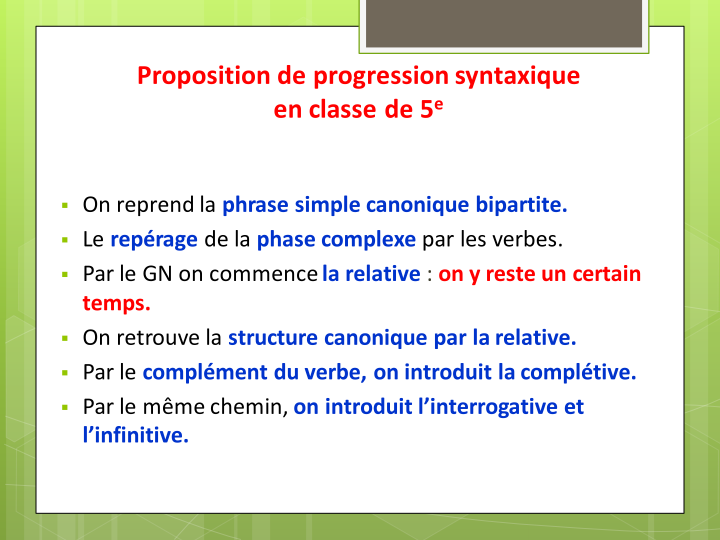 Proposition de progression syntaxique
en classe de 5e
▪ On reprend la phrase simple canonique bipartite.
▪ Le repérage de la phase complexe par les verbes.
▪ Par le GN on commence la relative : on y reste un certain
temps.
▪ On retrouve la structure canonique par la relative.
▪ Par le complément du verbe, on introduit la complétive.
▪ Par le même chemin, on introduit l’interrogative et
l’infinitive.